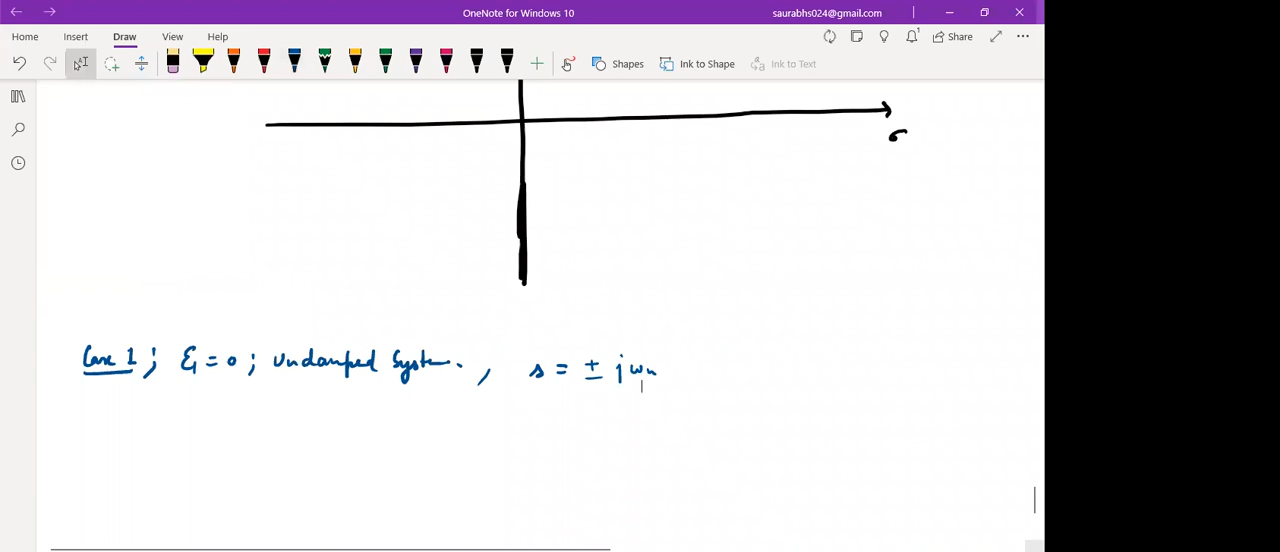 OneNote for Windows 10
saurabhs024@gmail.com
Home Insert Draw View Help
Share
Shapes Ink to Shape Ink to Text
σ
Case 1 ; ξ = 0 ; Undamped System. , s = ± jωn